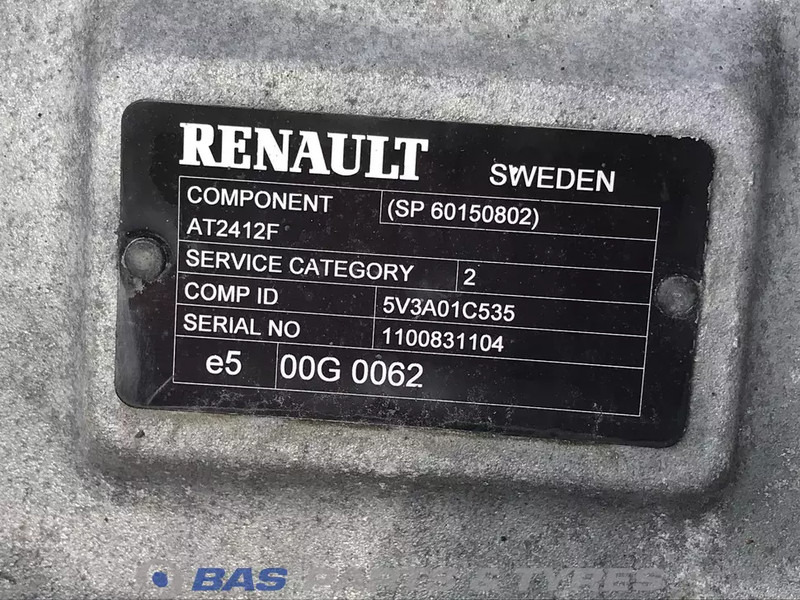 RENAULT SWEDEN
COMPONENT (SP 60150802)
AT2412F
SERVICE CATEGORY 2
COMP ID 5V3A01C535
SERIAL NO 1100831104
e5 00G 0062
BAS PARTS & TYRES